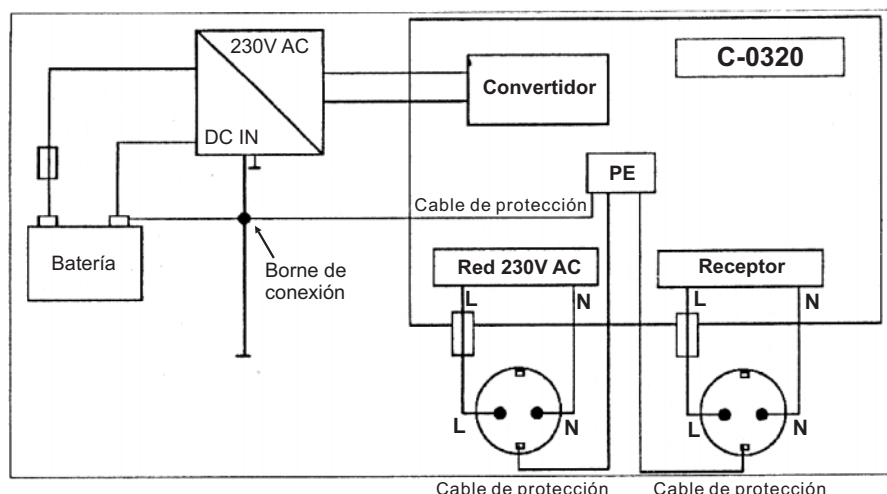 230V AC
C-0320
Convertidor
DC IN
PE
Cable de protección
Batería
Borne de
conexión
Red 230V AC
Receptor
L
N
L
N
L
N
L
N
Cable de protección
Cable de protección